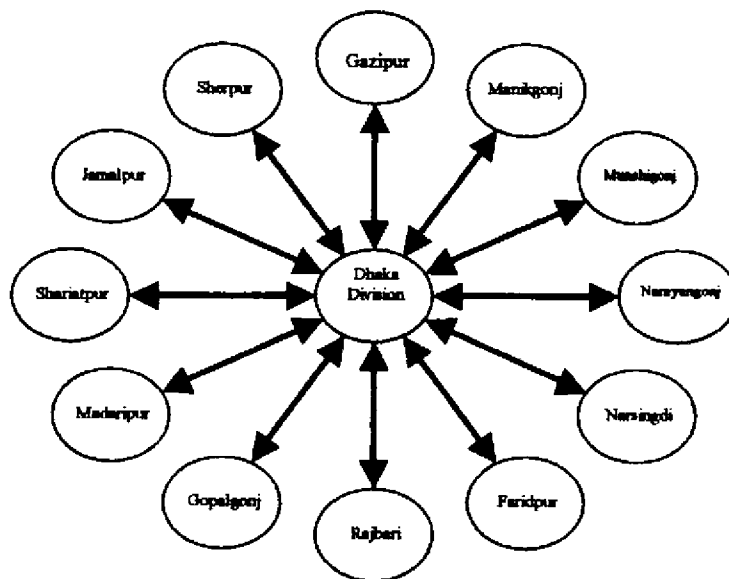 Gazipur
Sherpur
Manikgonj
Jamalpur
Munshigonj
Dhaka
Division
Shariatpur
Narayangonj
Madaripur
Narsingdi
Gopalgonj
Faridpur
Rajbari